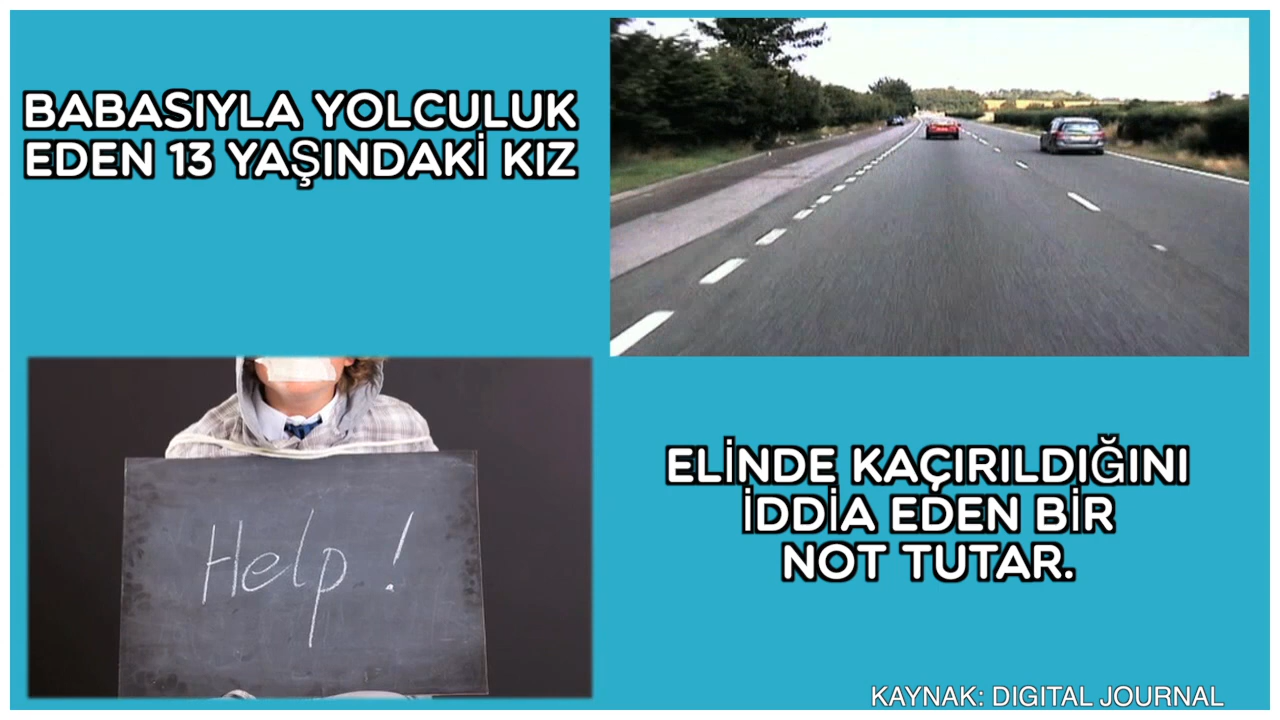 BABASIYLA YOLCULUK
EDEN 13 YAŞINDAKİ KIZ
Help !
ELİNDE KAÇIRILDIĞINI
İDDİA EDEN BİR
NOT TUTAR.
KAYNAK: DIGITAL JOURNAL